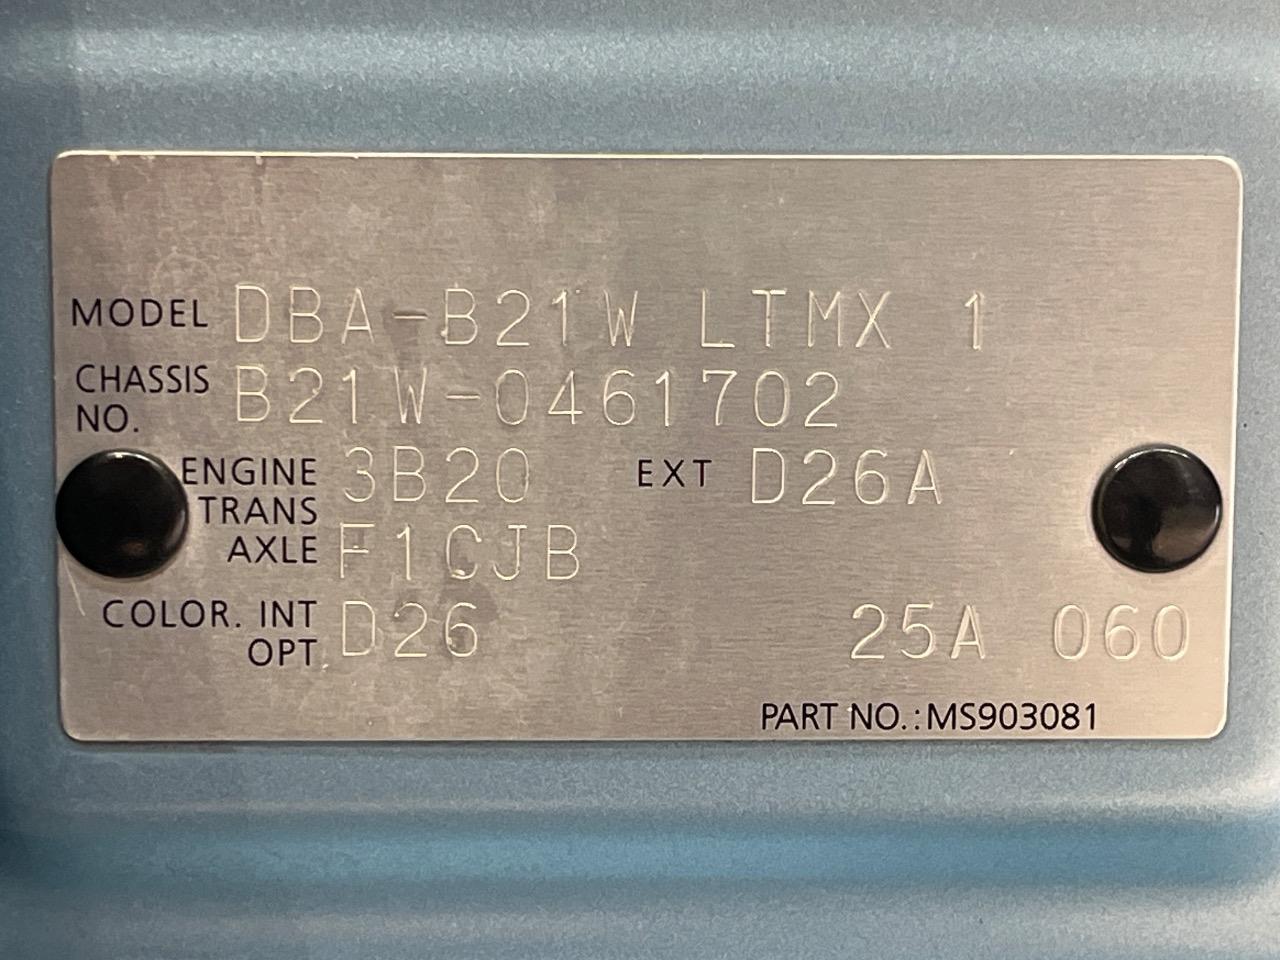 MODEL DBA-B21W LTMX 1
CHASSIS NO. B21W-0461702
ENGINE 3B20 EXT D26A
TRANS AXLE F1CJB
COLOR. INT OPT D26 25A 060
PART NO.:MS903081